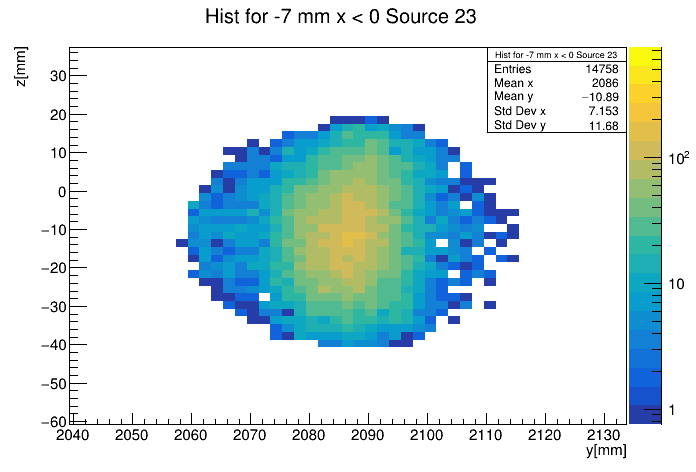 Hist for -7 mm x < 0 Source 23
z[mm]
Hist for -7 mm x < 0 Source 23
Entries 14758
Mean x 2086
Mean y −10.89
Std Dev x 7.153
Std Dev y 11.68
30
20
10
0
−10
−20
−30
−40
−50
−60
10²
10
1
2040 2050 2060 2070 2080 2090 2100 2110 2120 2130
y[mm]